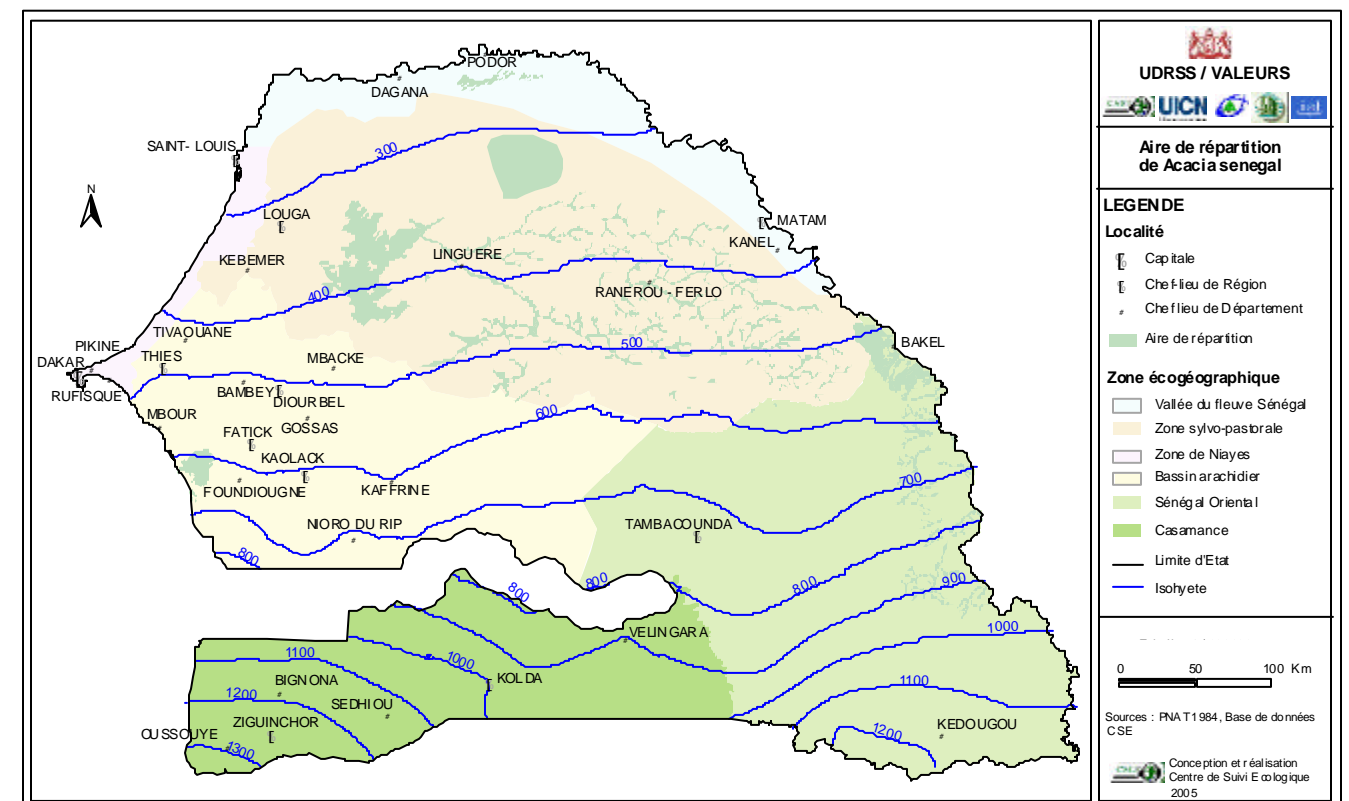 PODOR
DAGANA
SAINT- LOUIS
300
N
LOUGA
MATAM
KANEL
KEBEMER
LINGUERE
400
RANEROU - FERLO
TIVAOUANE
PIKINE
THIES
MBACKE
500
BAKEL
DAKAR
RUFISQUE
BAMBEY
DIOURBEL
MBOUR
600
GOSSAS
FATICK
KAOLACK
FOUNDIOUGNE
KAFFRINE
700
NIORO DU RIP
TAMBACOUNDA
800
800
800
800
900
1000
VELINGARA
1100
1000
KOLDA
BIGNONA
1100
1200
SEDHIOU
ZIGUINCHOR
OUSSOUYE
1300
1200
KEDOUGOU
UDRSS / VALEURS
UICN
Aire de répartition
de Acacia senegal
LEGENDE
Localité
Capitale
Chef-lieu de Région
Chef lieu de Département
Aire de répartition
Zone écogéographique
Vallée du fleuve Sénégal
Zone sylvo-pastorale
Zone de Niayes
Bassin arachidier
Sénégal Oriental
Casamance
Limite d'Etat
Isohyete
0 50 100 Km
Sources : PNAT 1984, Base de données
CSE
Conception et réalisation
Centre de Suivi Ecologique
2005